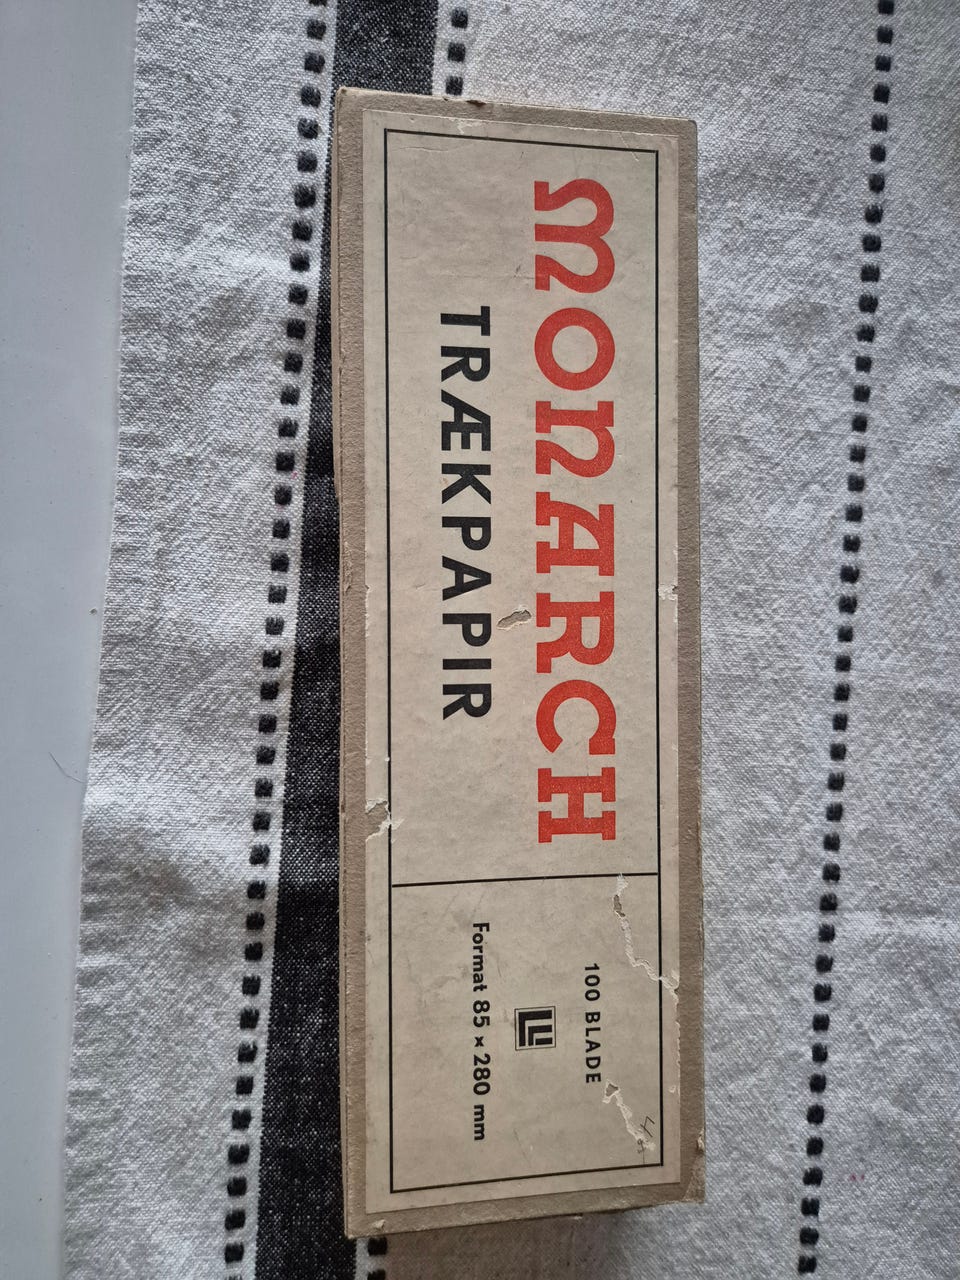 MONARCH
TRÆKPAPIR
100 BLADE
Format 85 × 280 mm